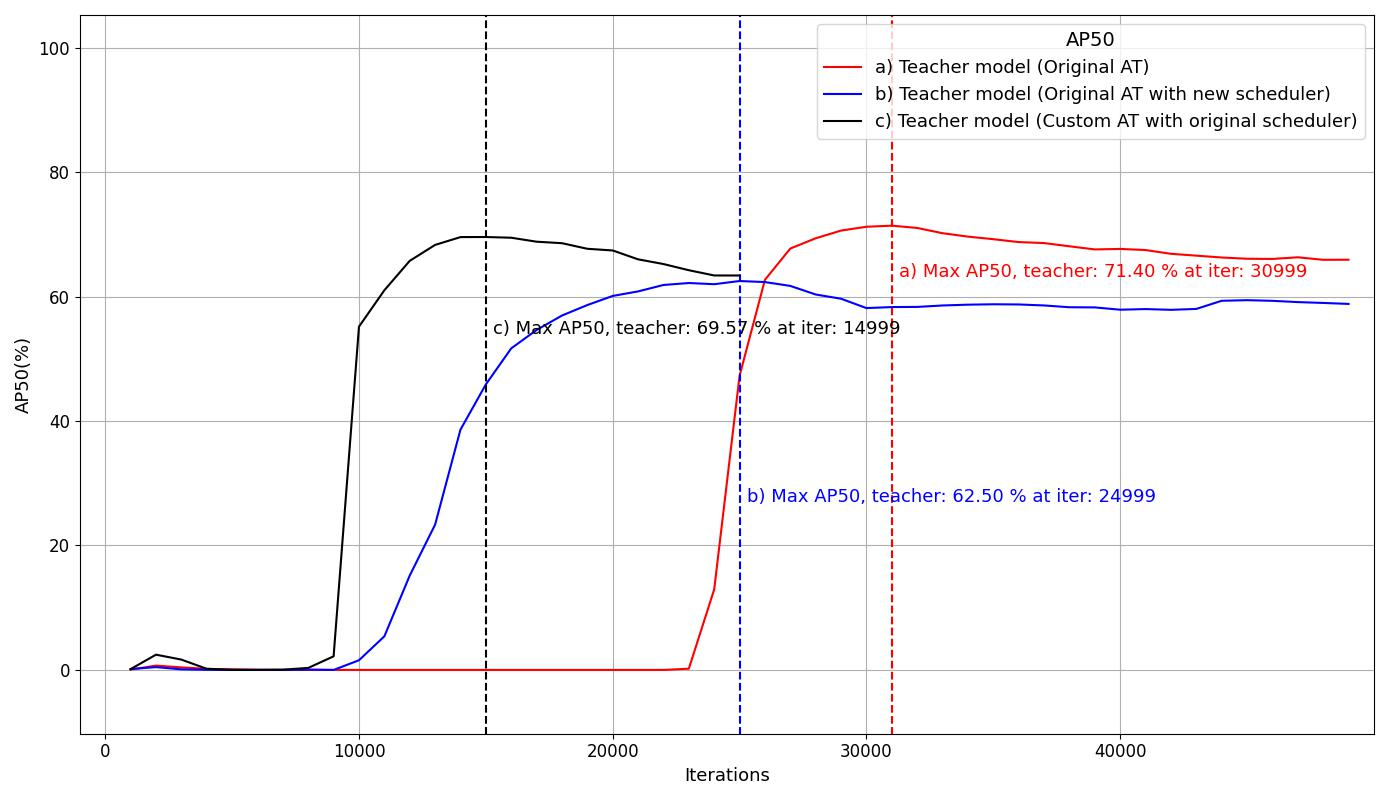 AP50
a) Teacher model (Original AT)
b) Teacher model (Original AT with new scheduler)
c) Teacher model (Custom AT with original scheduler)
100
80
60
40
20
0
AP50(%)
a) Max AP50, teacher: 71.40 % at iter: 30999
c) Max AP50, teacher: 69.57 % at iter: 14999
b) Max AP50, teacher: 62.50 % at iter: 24999
0 10000 20000 30000 40000
Iterations